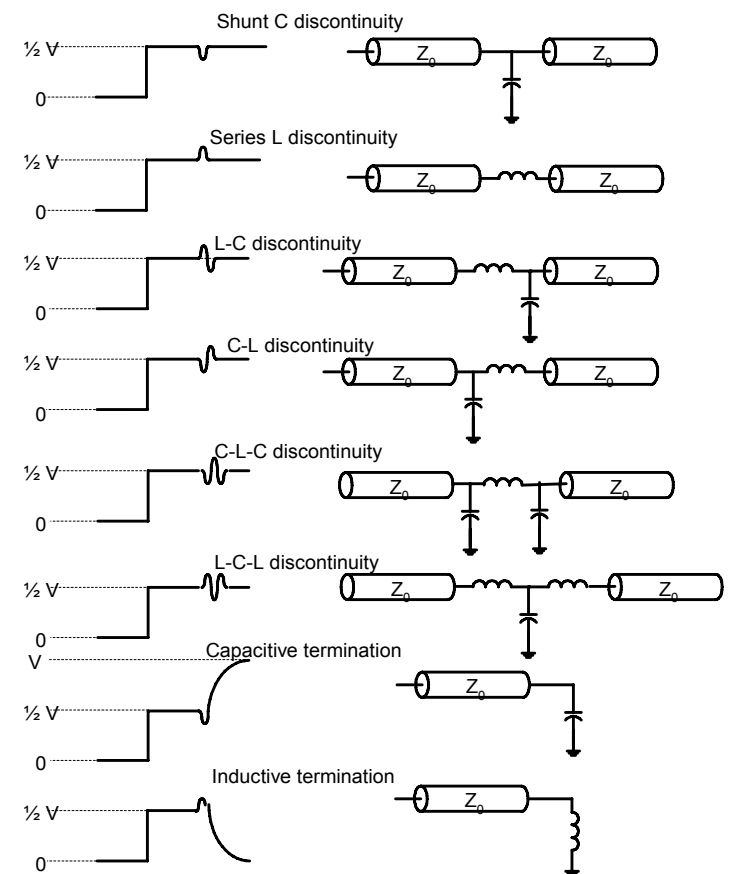 Shunt C discontinuity
½ V
Z0 Z0
0
Series L discontinuity
½ V
Z0 Z0
0
L-C discontinuity
½ V
Z0 Z0
0
C-L discontinuity
½ V
Z0 Z0
0
C-L-C discontinuity
½ V
Z0 Z0
0
L-C-L discontinuity
½ V
Z0 Z0
0
Capacitive termination
V
Z0
½ V
0
Inductive termination
½ V
Z0
0